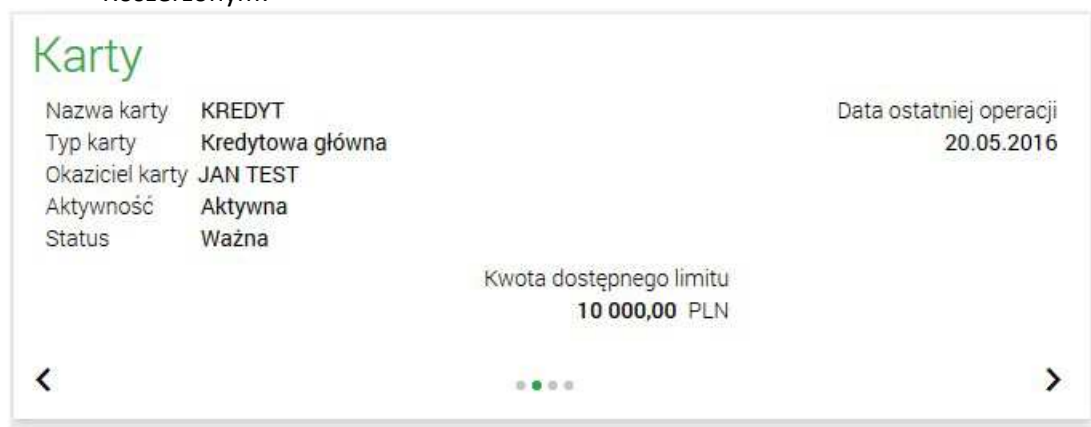 Karty
Nazwa karty KREDYT
Typ karty Kredytowa główna
Okaziciel karty JAN TEST
Aktywność Aktywna
Status Ważna
Data ostatniej operacji
20.05.2016
Kwota dostępnego limitu
10 000,00 PLN